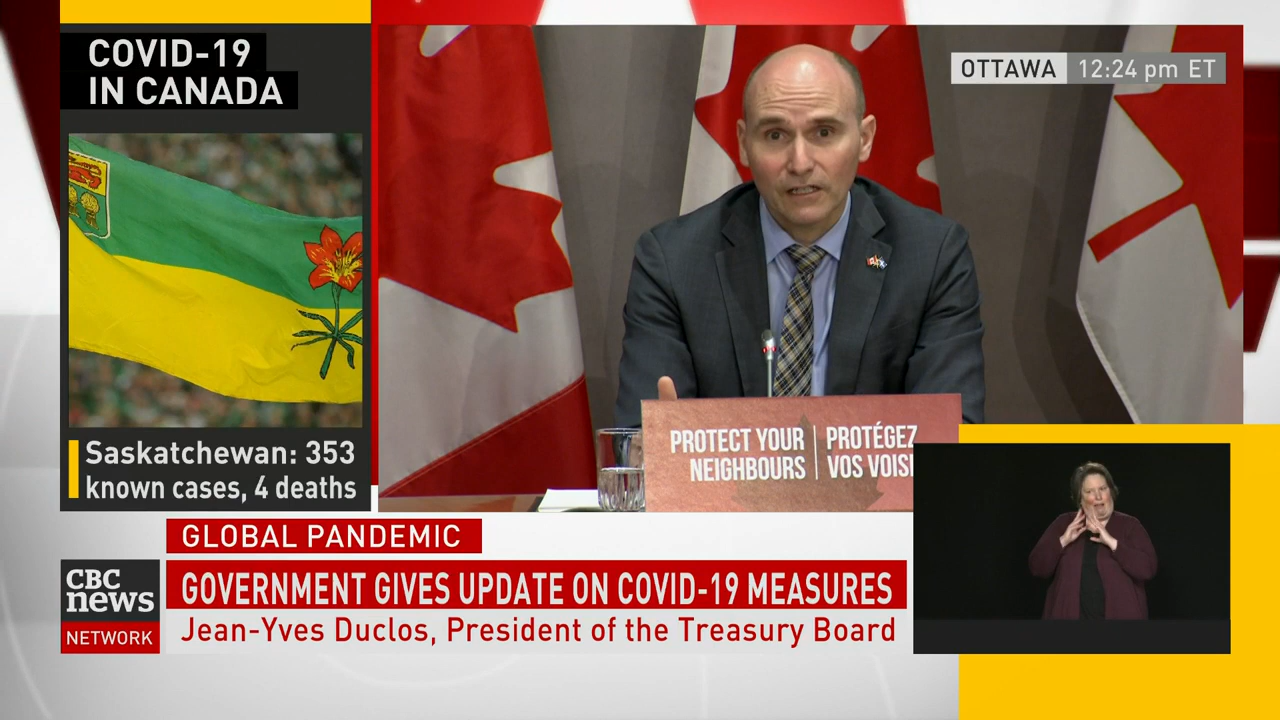 COVID-19
IN CANADA
OTTAWA 12:24 pm ET
PROTECT YOUR
NEIGHBOURS
PROTÉGEZ
VOS
Saskatchewan: 353
known cases, 4 deaths
GLOBAL PANDEMIC
CBC
news
NETWORK
GOVERNMENT GIVES UPDATE ON COVID-19 MEASURES
Jean-Yves Duclos, President of the Treasury Board